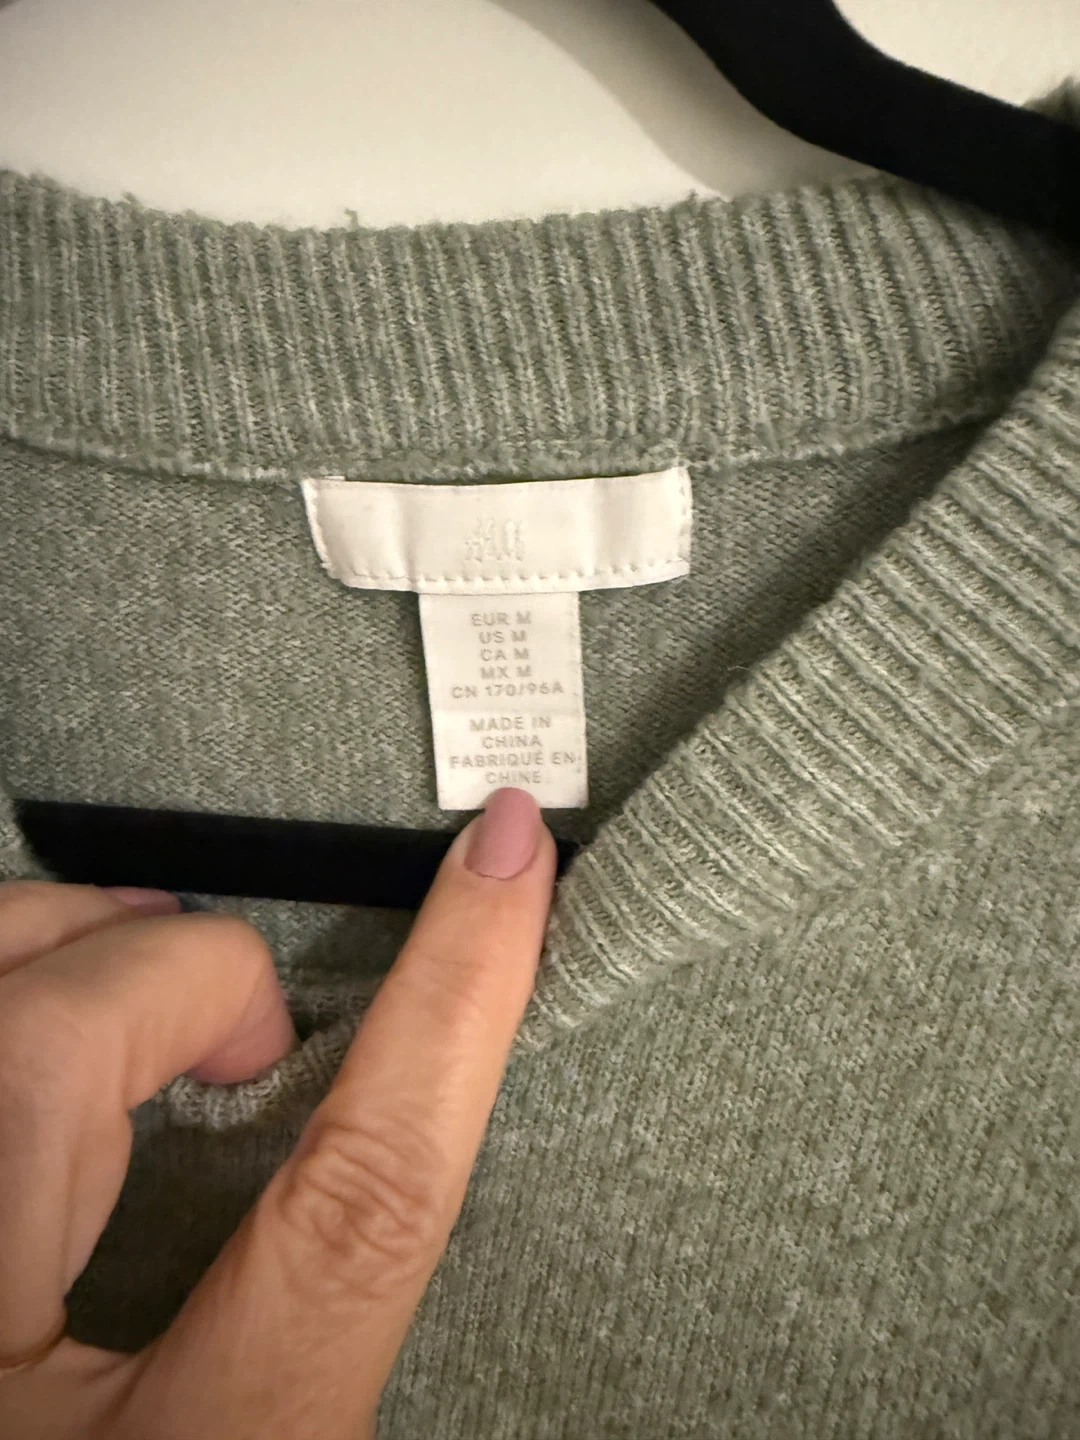 H&M
EUR M
US M
CA M
MX M
CN 170/96A
MADE IN
CHINA
FABRIQUÉ EN
CHINE